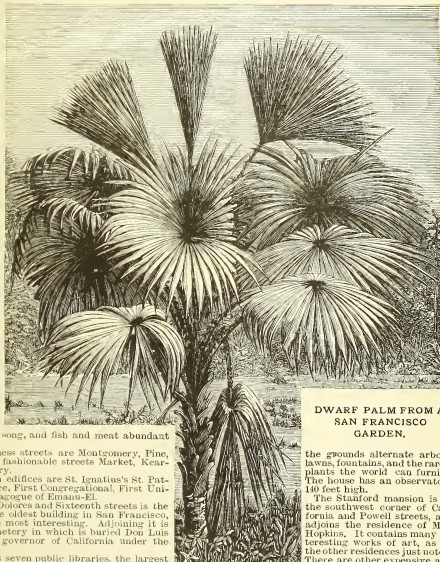 song, and fish and meat abundant
ness streets are Montgomery, Pine,
fashionable streets Market, Kear-
ry.
edifices are St. Ignatius's St. Pat-
ce, First Congregational, First Uni-
agogue of Emanu-El.
Dolores and Sixteenth streets is the
e oldest building in San Francisco,
e most interesting. Adjoining it is
metery in which is buried Don Luis
governor of California under the
seven public libraries, the largest
DWARF PALM FROM A
SAN FRANCISCO
GARDEN.
the grounds alternate arbo
lawns, fountains, and the rar
plants the world can furni
The house has an observato
140 feet high.
The Stanford mansion is
the southwest corner of Ca
fornia and Powell streets, a
adjoins the residence of M
Hopkins. It contains many
teresting works of art, as
the other residences just note
There are other expensive